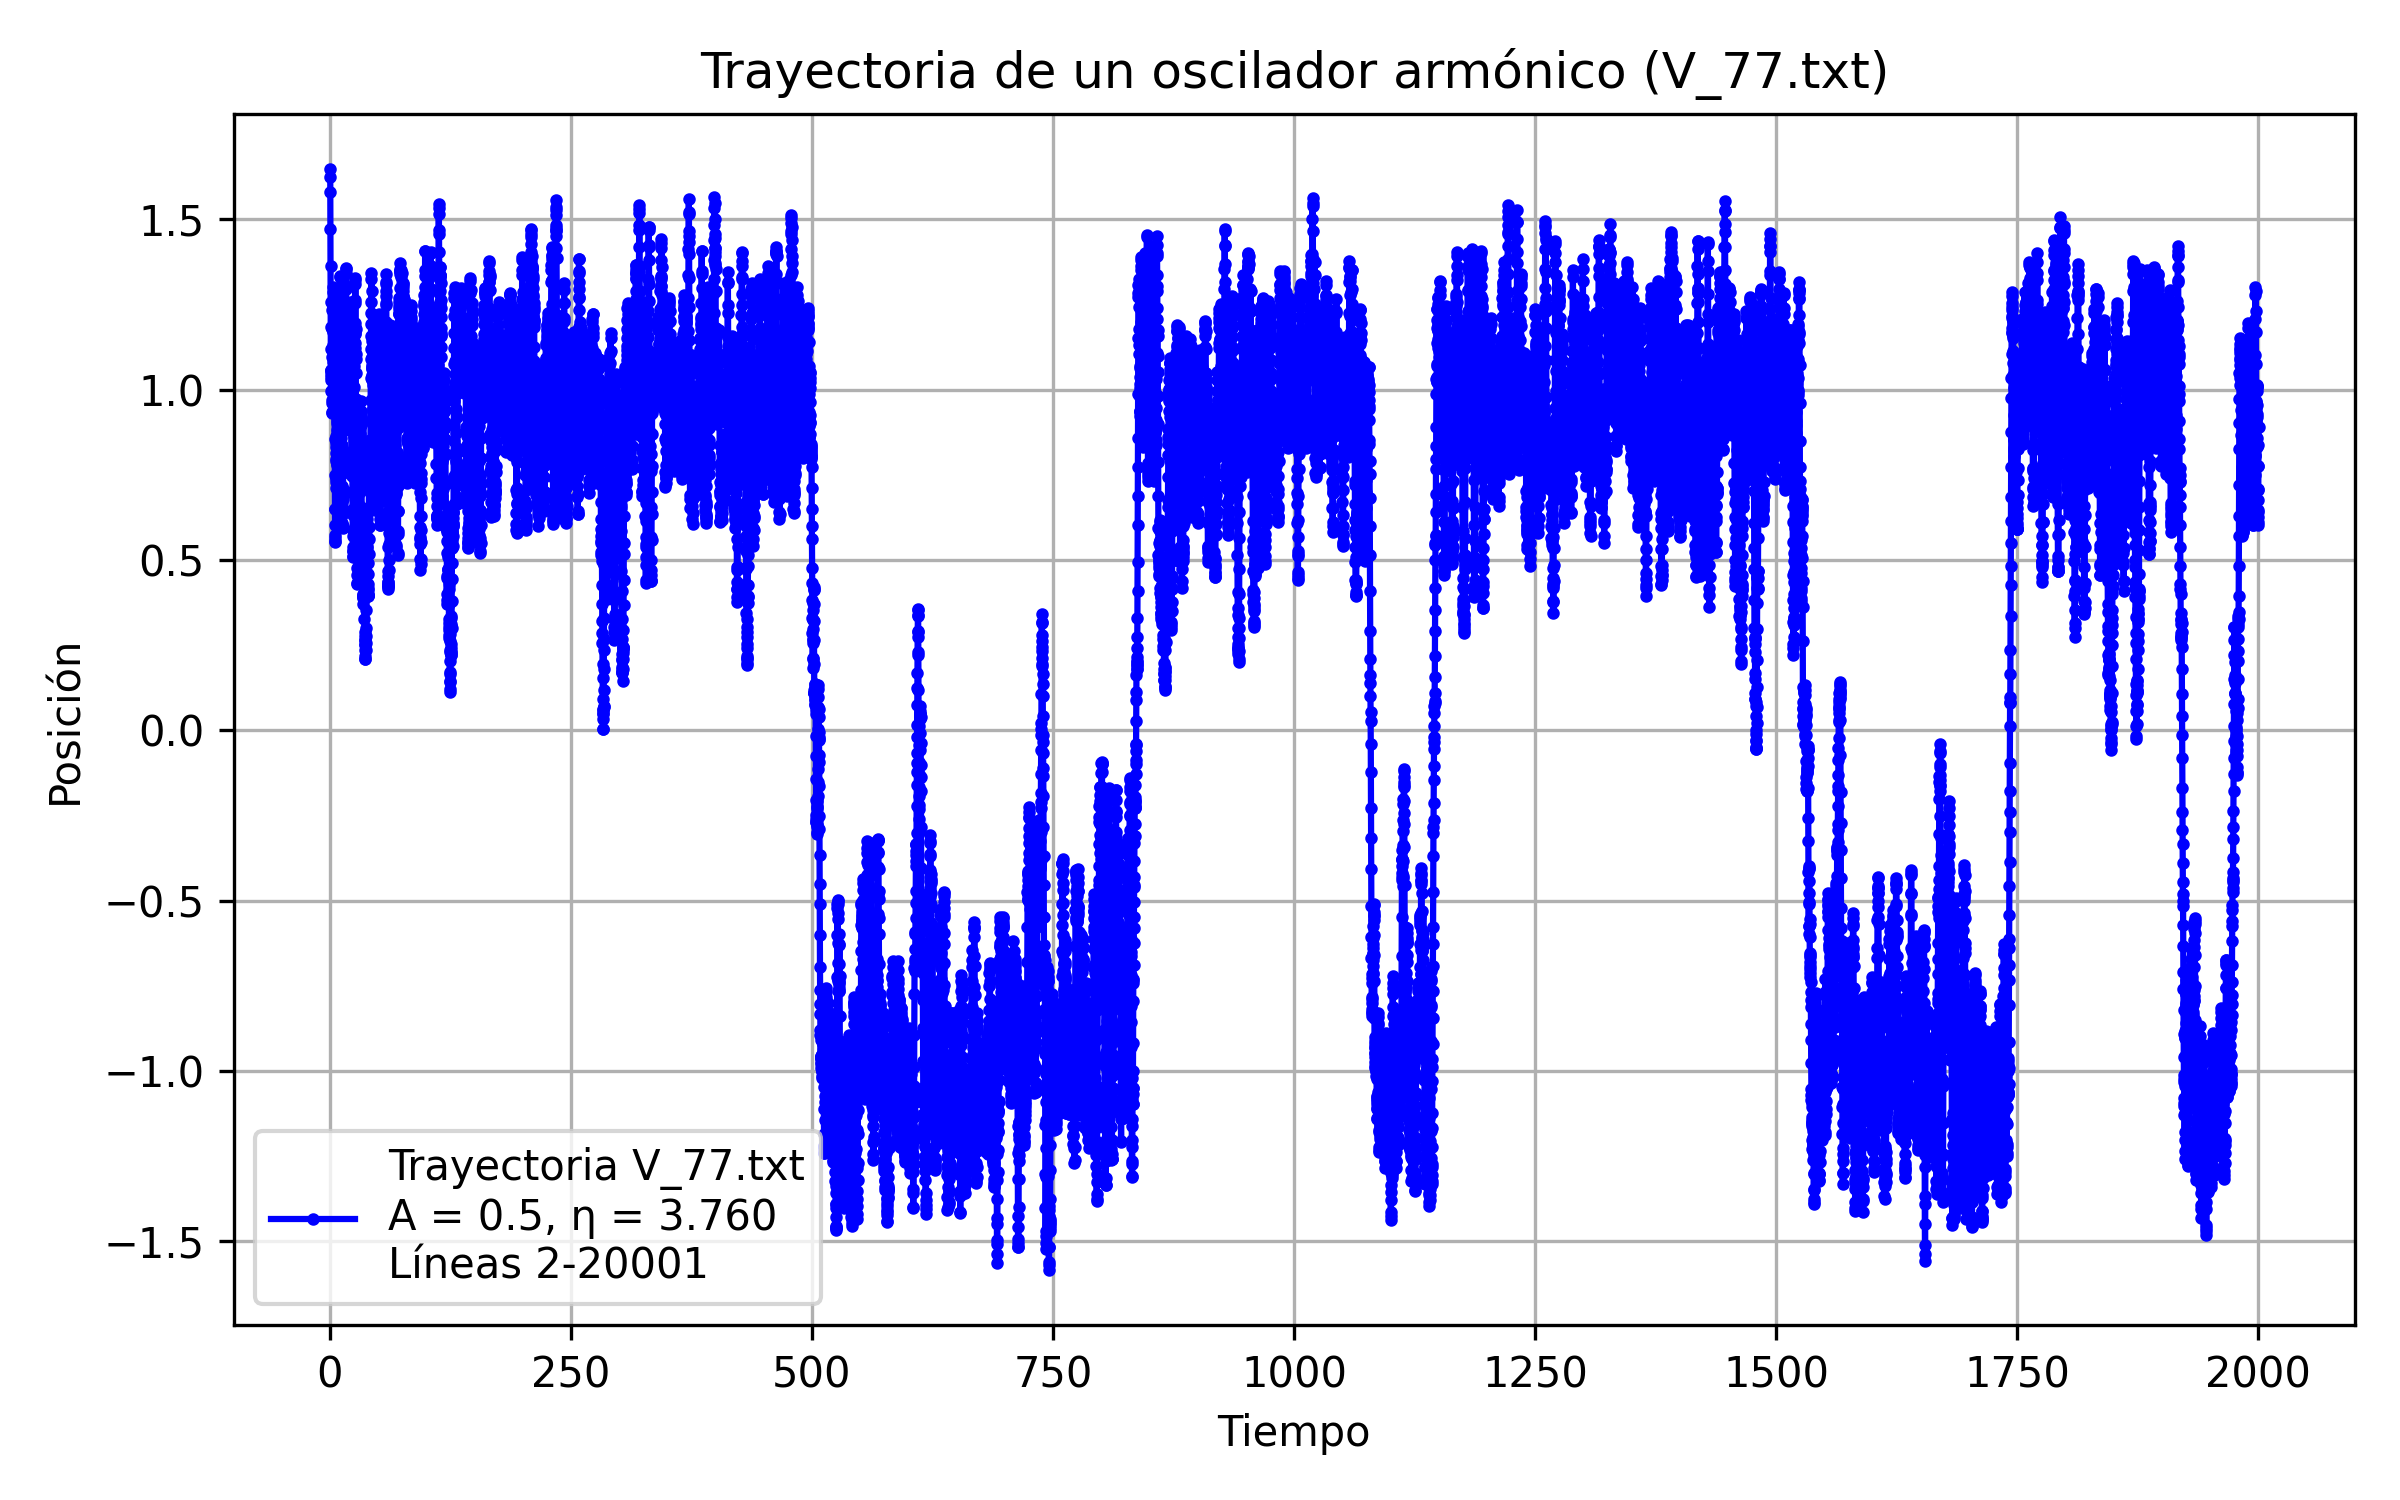 Trayectoria de un oscilador armónico (V_77.txt)
Posición
1.5
1.0
0.5
0.0
−0.5
−1.0
−1.5
Trayectoria V_77.txt
A = 0.5, η = 3.760
Líneas 2-20001
0 250 500 750 1000 1250 1500 1750 2000
Tiempo